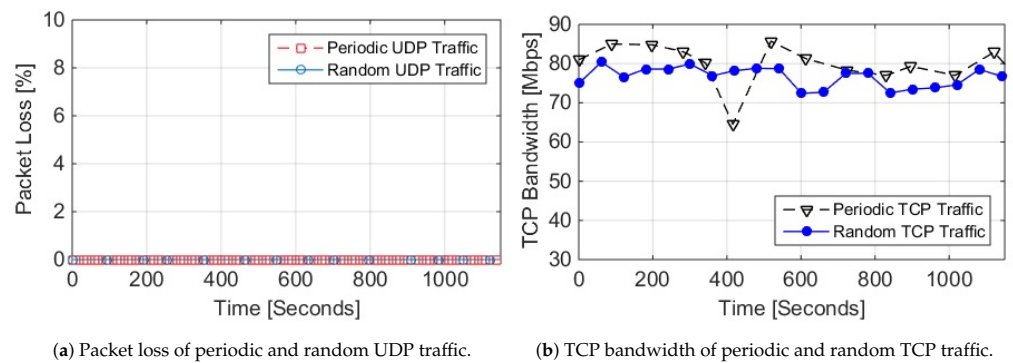 10
8
6
4
2
0
Packet Loss [%]
Periodic UDP Traffic
Random UDP Traffic
0 200 400 600 800 1000
Time [Seconds]
(a) Packet loss of periodic and random UDP traffic.
90
80
70
60
50
40
30
TCP Bandwidth [Mbps]
Periodic TCP Traffic
Random TCP Traffic
0 200 400 600 800 1000
Time [Seconds]
(b) TCP bandwidth of periodic and random TCP traffic.